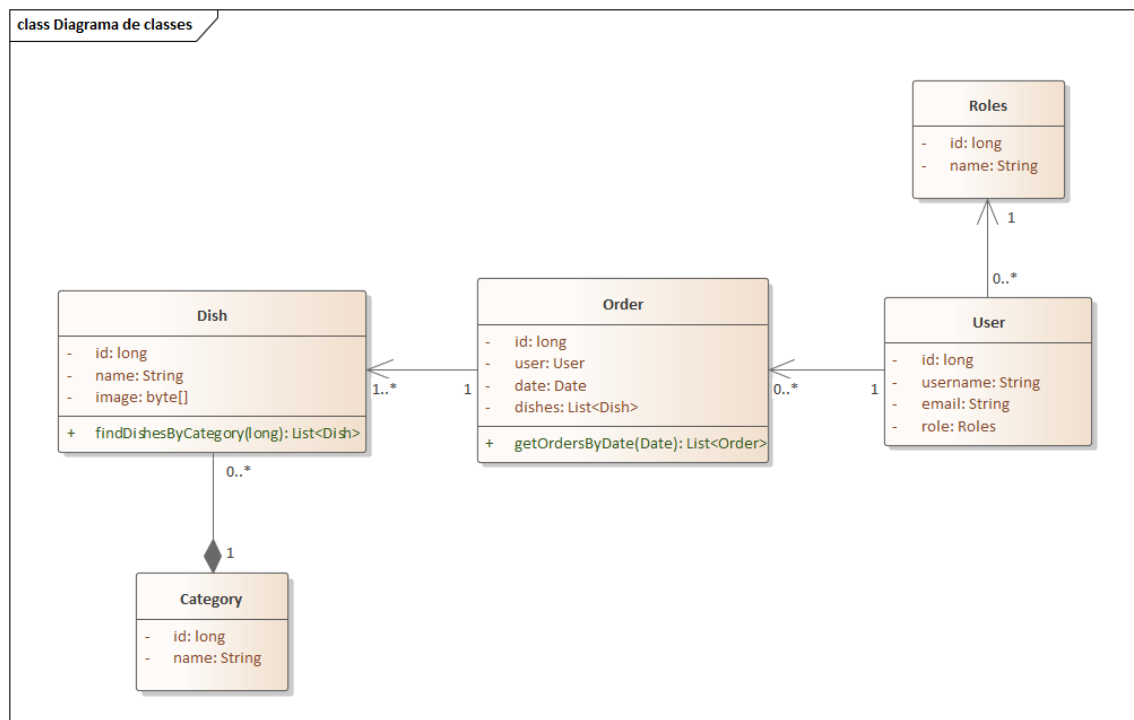 class Diagrama de classes
Roles
- id: long
- name: String
1
0..*
User
- id: long
- username: String
- email: String
- role: Roles
1
0..*
Order
- id: long
- user: User
- date: Date
- dishes: List<Dish>
+ getOrdersByDate(Date): List<Order>
1
1..*
Dish
- id: long
- name: String
- image: byte[]
+ findDishesByCategory(long): List<Dish>
0..*
1
Category
- id: long
- name: String